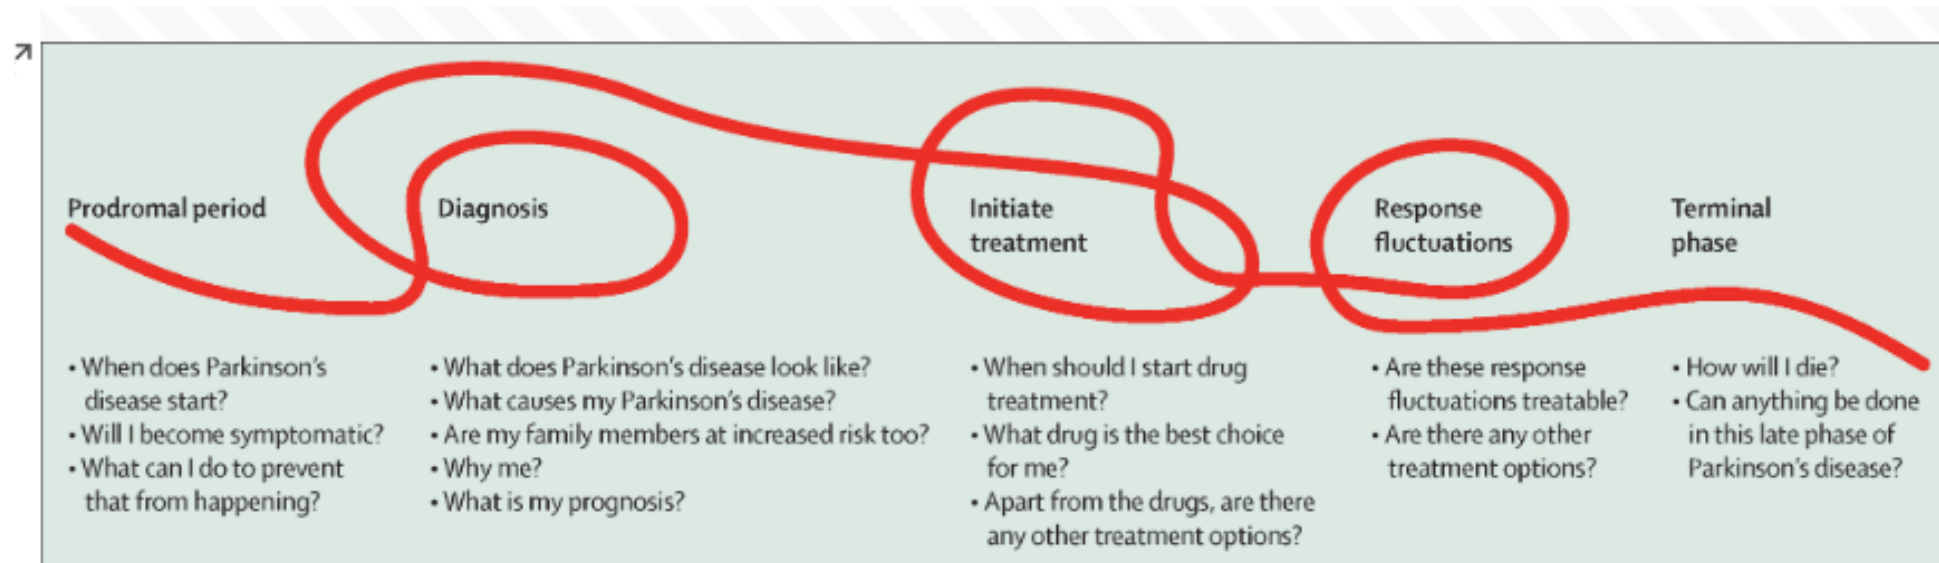 Prodromal period
When does Parkinson's
disease start?
• Will I become symptomatic?
• What can I do to prevent
that from happening?
Diagnosis
• What does Parkinson's disease look like?
• What causes my Parkinson's disease?
• Are my family members at increased risk too?
• Why me?
• What is my prognosis?
Initiate
treatment
• When should I start drug
treatment?
• What drug is the best choice
for me?
• Apart from the drugs, are there
any other treatment options?
Response
fluctuations
• Are these response
fluctuations treatable?
• Are there any other
treatment options?
Terminal
phase
• How will I die?
• Can anything be done
in this late phase of
Parkinson's disease?